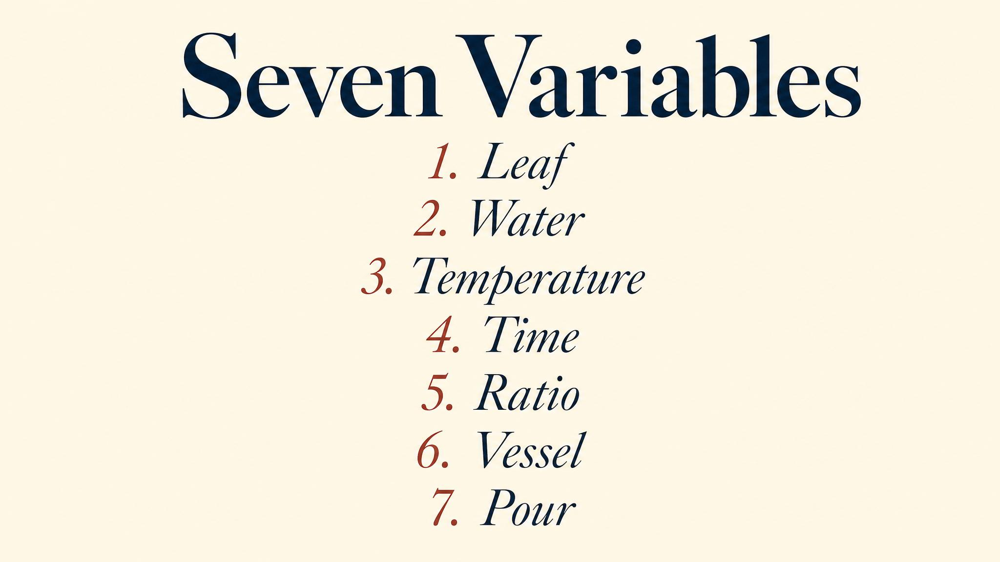 Seven Variables
1. Leaf
2. Water
3. Temperature
4. Time
5. Ratio
6. Vessel
7. Pour